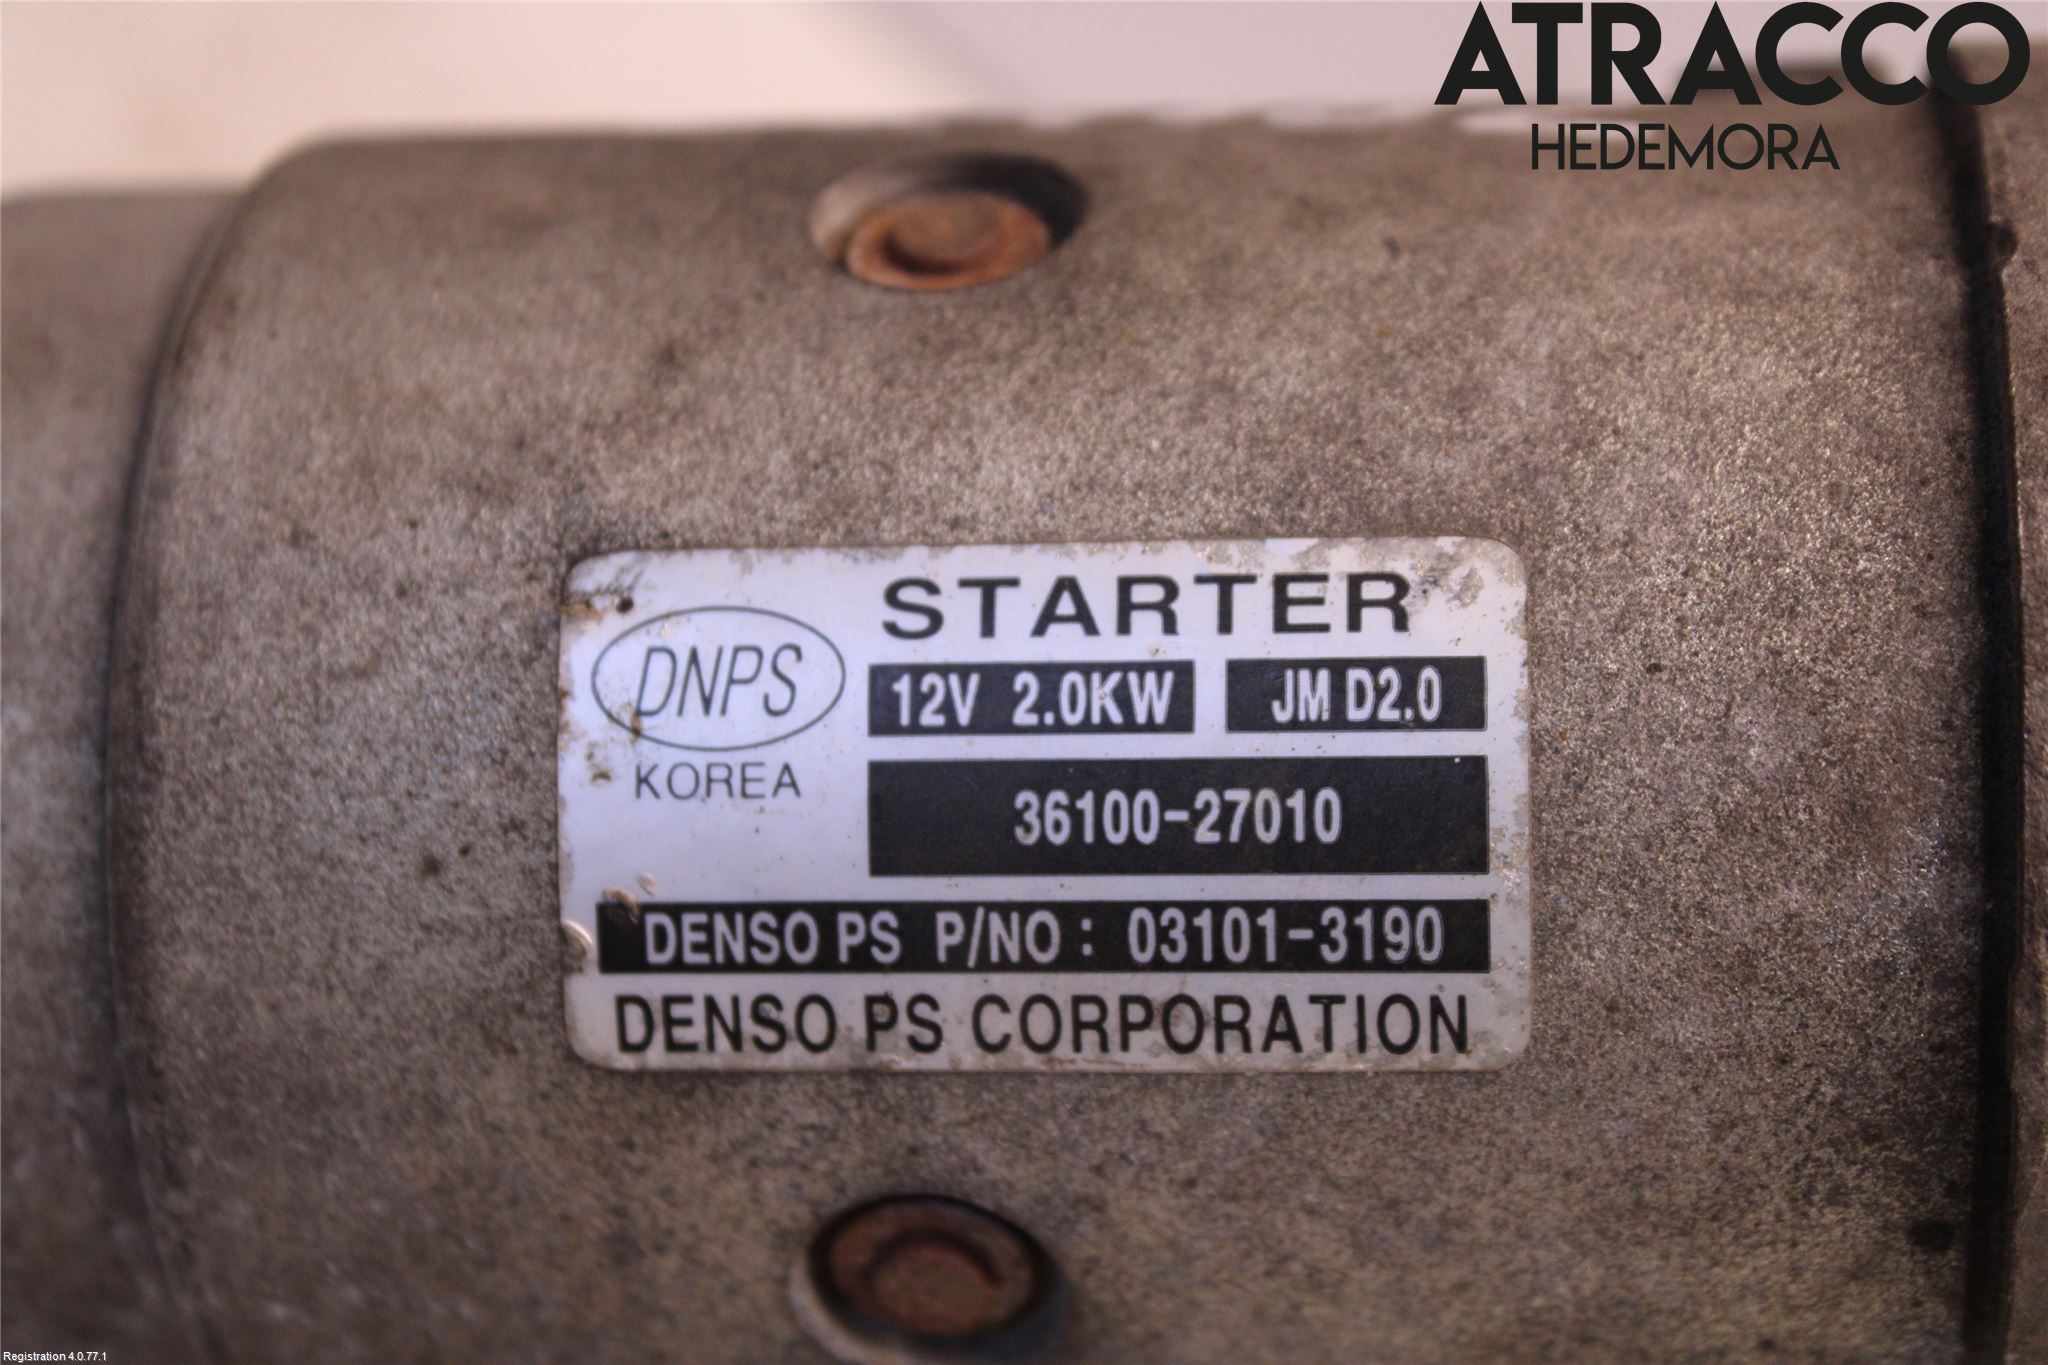 ATRACCO
HEDEMORA
STARTER
DNPS
KOREA
12V 2.0KW
JM D2.0
36100-27010
DENSO PS P/NO : 03101-3190
DENSO PS CORPORATION
Registration 4.0.77.1